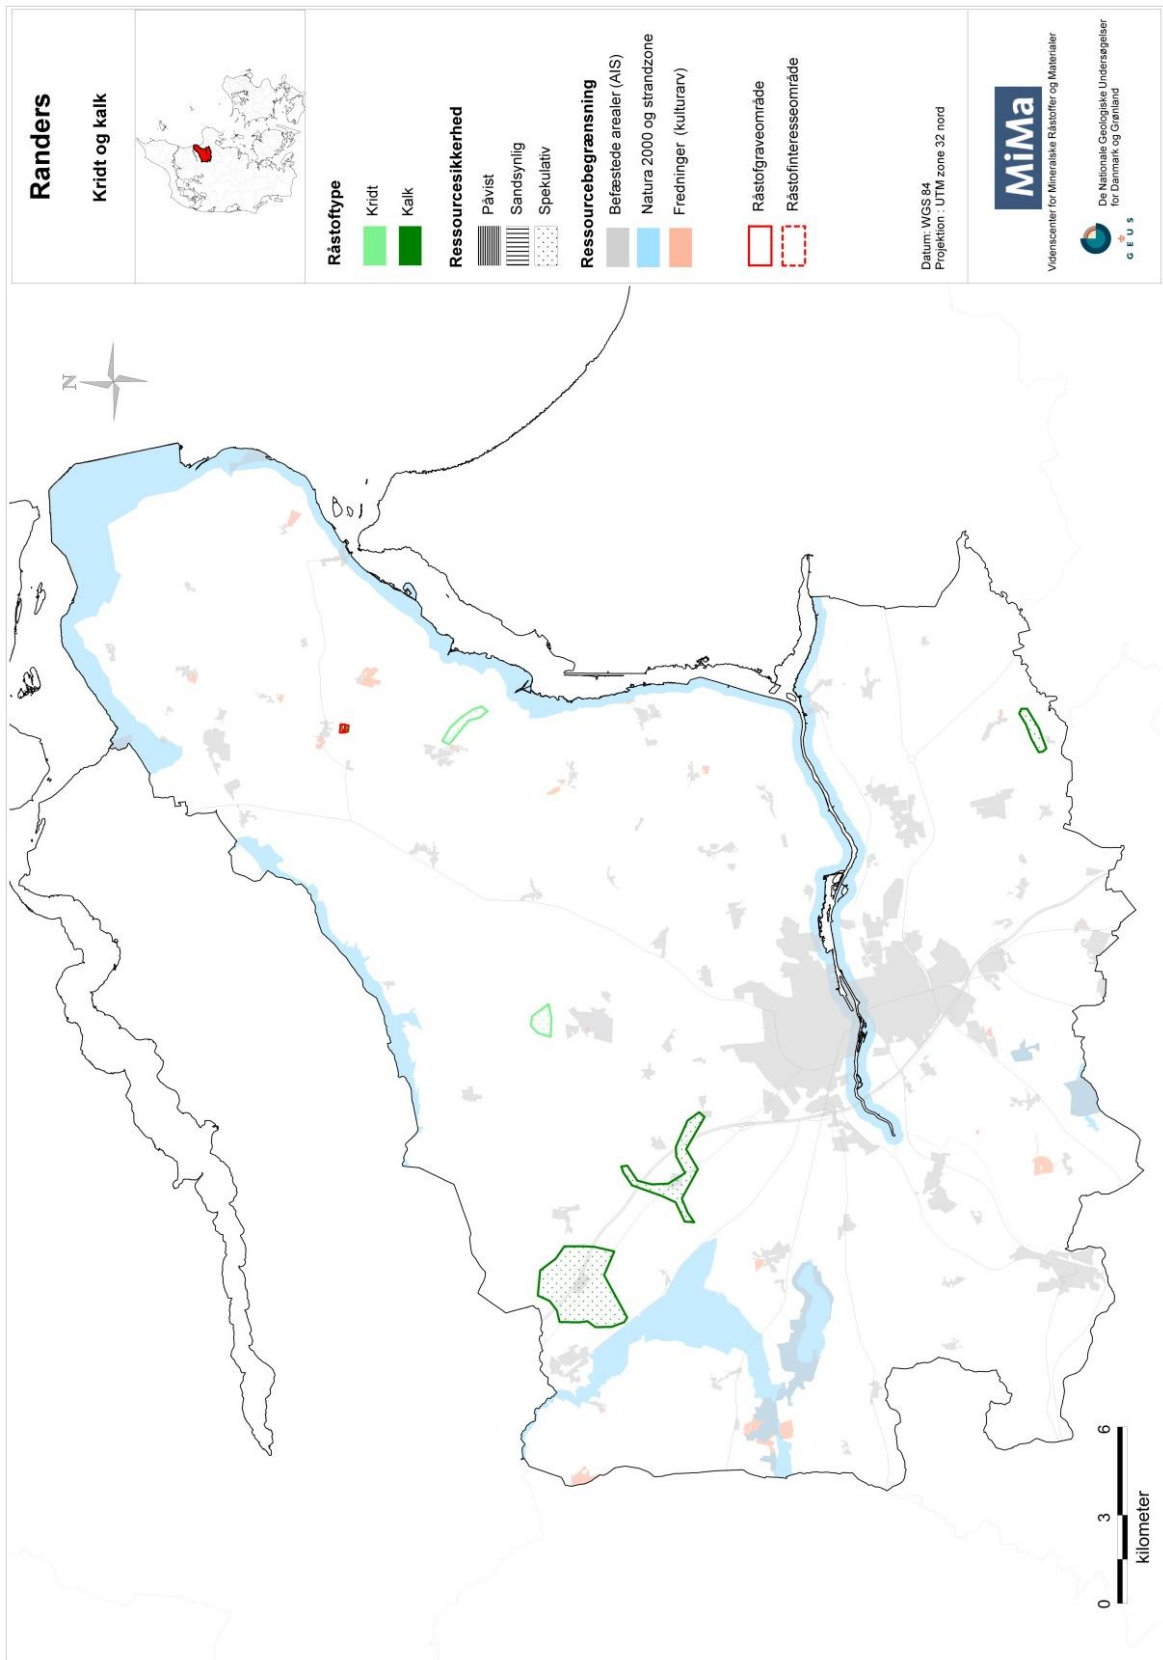 Randers
Kridt og kalk
Råstoftype
Kridt
Kalk
Ressourcesikkerhed
Påvist
Sandsynlig
Spekulativ
Ressourcebegrænsning
Befæstede arealer (AIS)
Natura 2000 og strandzone
Fredninger (kulturarv)
Råstofgraveområde
Råstofinteresseområde
Datum: WGS 84
Projektion : UTM zone 32 nord
MiMa
Videnscenter for Mineralske Råstoffer og Materialer
G E U S
De Nationale Geologiske Undersøgelser
for Danmark og Grønland
N
0 3 6
kilometer